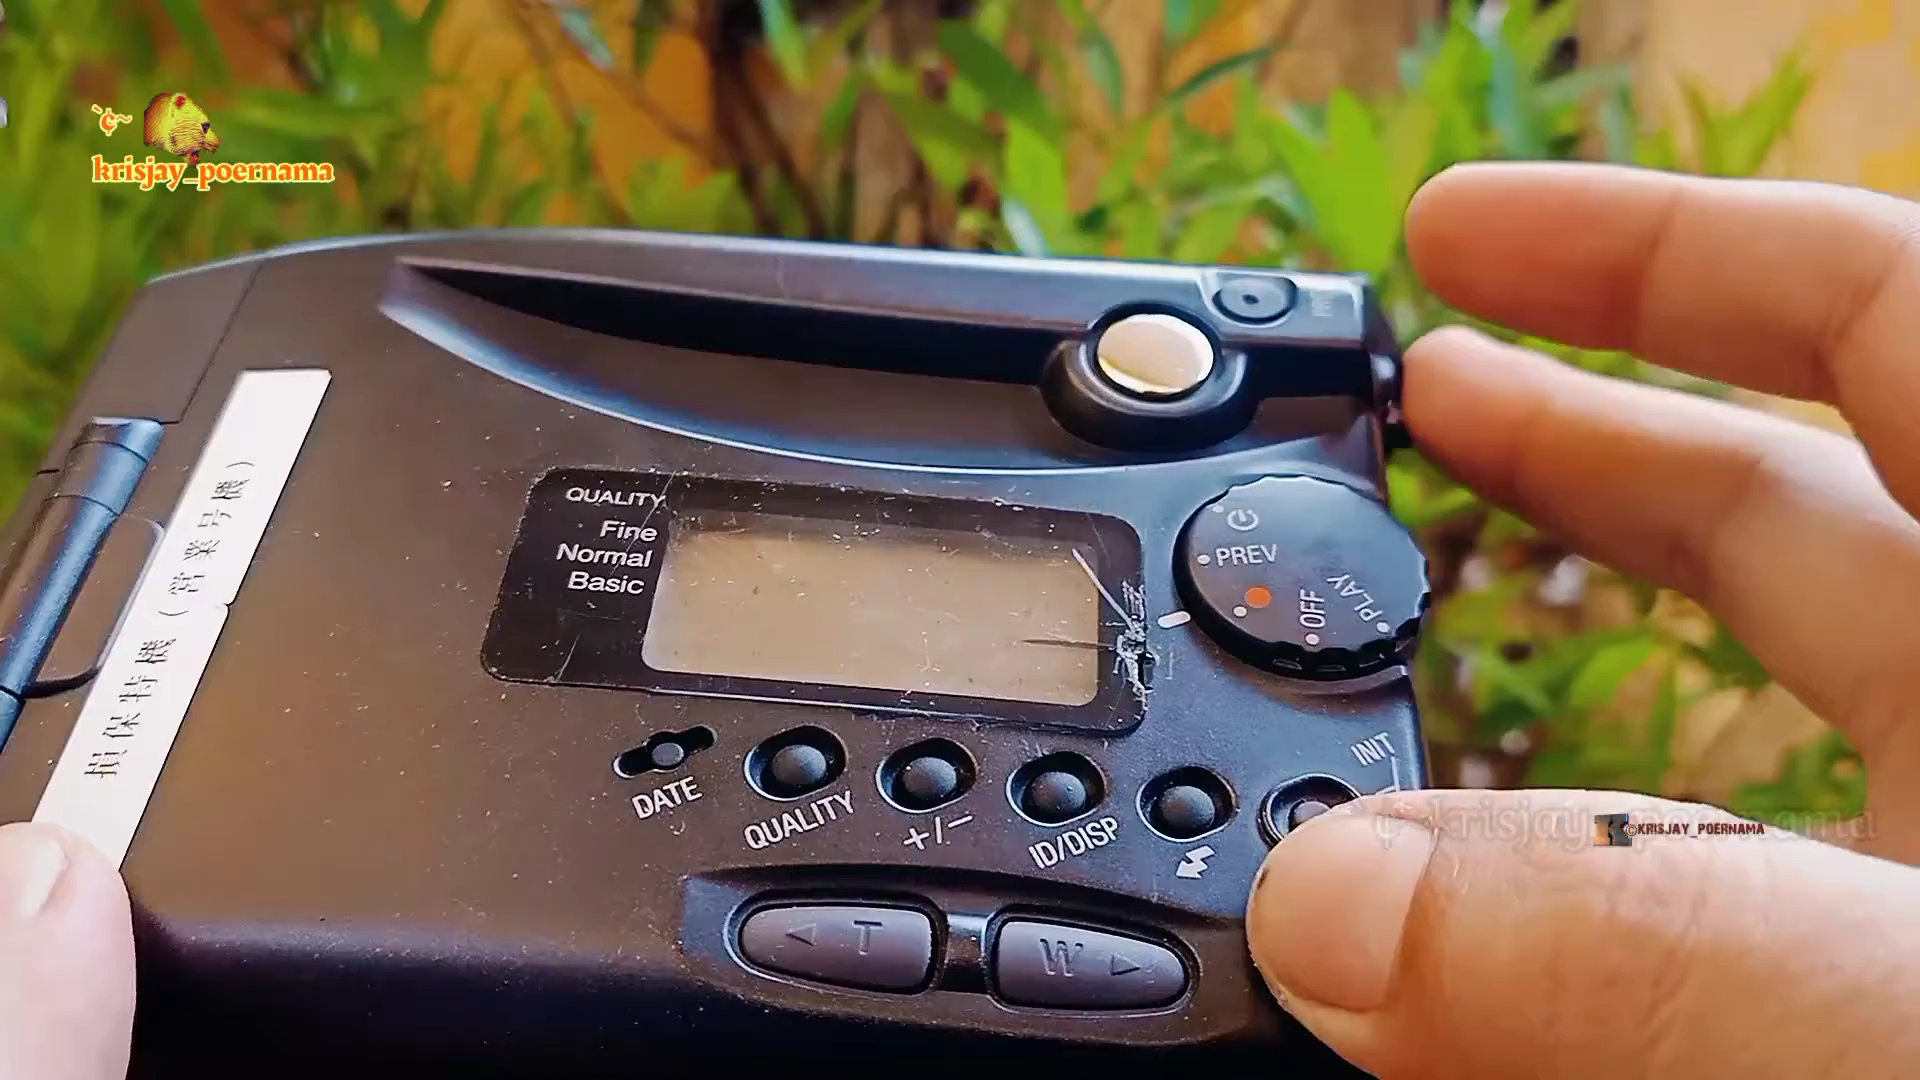 krisjay_poernama
損保特機（営業号機）
QUALITY
Fine
Normal
Basic
PREV
OFF
PLAY
INIT
DATE
QUALITY
+/−
ID/DISP
◁ T
W ▷
©KRISJAY_POERNAMA